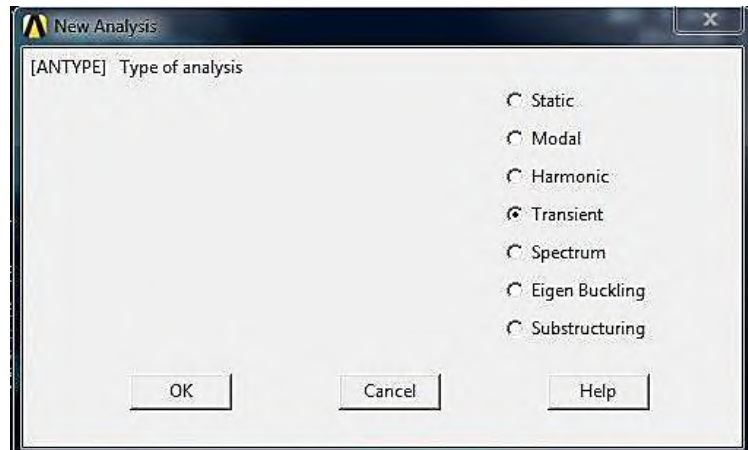 New Analysis
X
[ANTYPE] Type of analysis
Static
Modal
Harmonic
Transient
Spectrum
Eigen Buckling
Substructuring
OK
Cancel
Help